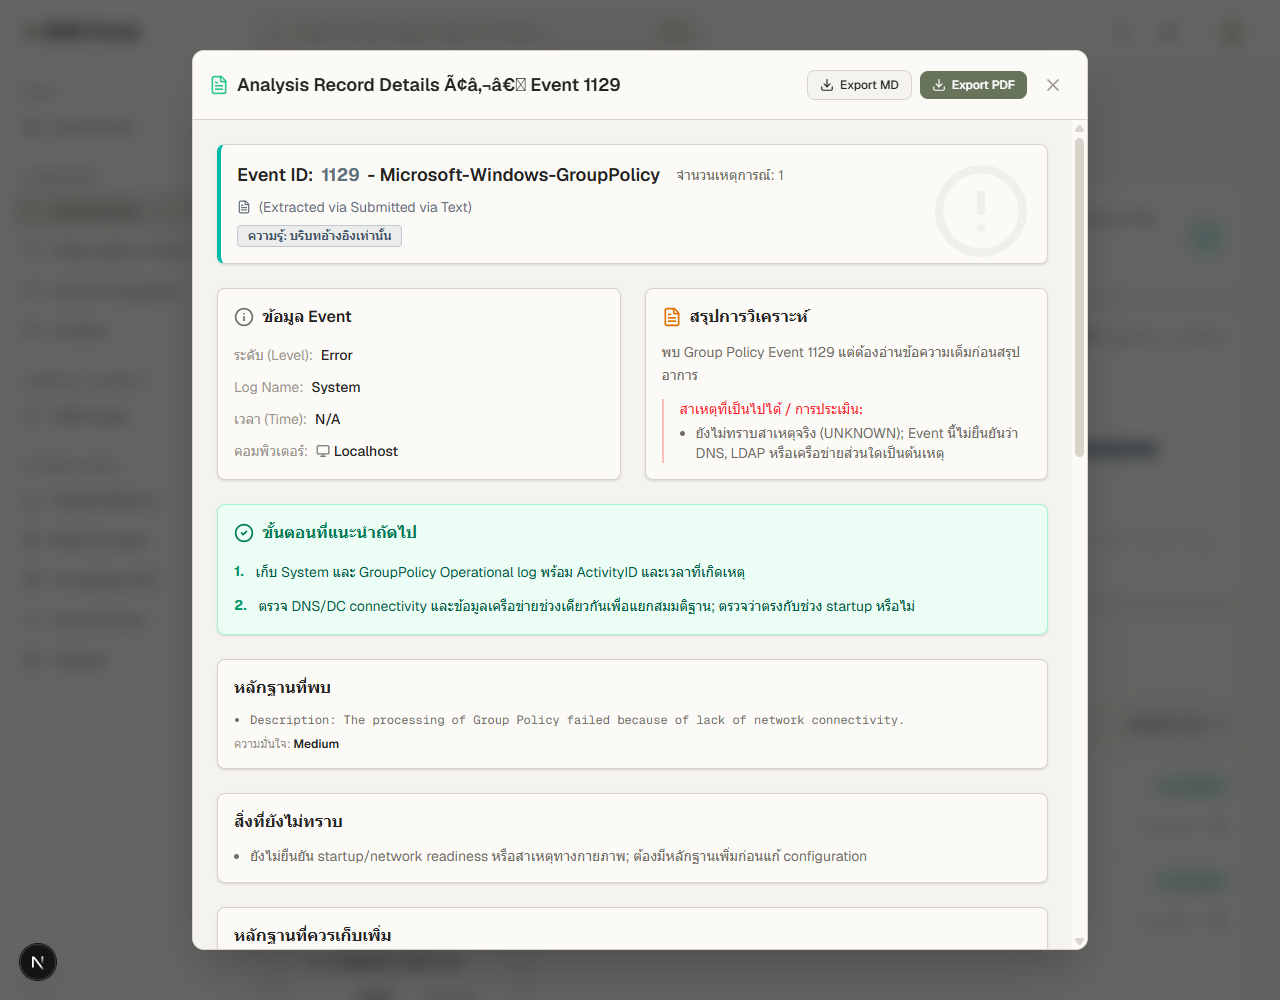 Analysis Record Details Ã¢â‚¬â€ Event 1129
Export MD
Export PDF
Event ID: 1129 - Microsoft-Windows-GroupPolicy จำนวนเหตุการณ์: 1
(Extracted via Submitted via Text)
ความรู้: บริบทอ้างอิงเท่านั้น
ข้อมูล Event
ระดับ (Level): Error
Log Name: System
เวลา (Time): N/A
คอมพิวเตอร์: Localhost
สรุปการวิเคราะห์
พบ Group Policy Event 1129 แต่ต้องอ่านข้อความเต็มก่อนสรุป
อาการ
สาเหตุที่เป็นไปได้ / การประเมิน:
ยังไม่ทราบสาเหตุจริง (UNKNOWN); Event นี้ไม่ยืนยันว่า
DNS, LDAP หรือเครือข่ายส่วนใดเป็นต้นเหตุ
ขั้นตอนที่แนะนำถัดไป
1. เก็บ System และ GroupPolicy Operational log พร้อม ActivityID และเวลาที่เกิดเหตุ
2. ตรวจ DNS/DC connectivity และข้อมูลเครือข่ายช่วงเดียวกันเพื่อแยกสมมติฐาน; ตรวจว่าตรงกับช่วง startup หรือไม่
หลักฐานที่พบ
Description: The processing of Group Policy failed because of lack of network connectivity.
ความมั่นใจ: Medium
สิ่งที่ยังไม่ทราบ
ยังไม่ยืนยัน startup/network readiness หรือสาเหตุทางกายภาพ; ต้องมีหลักฐานเพิ่มก่อนแก้ configuration
หลักฐานที่ควรเก็บเพิ่ม
N